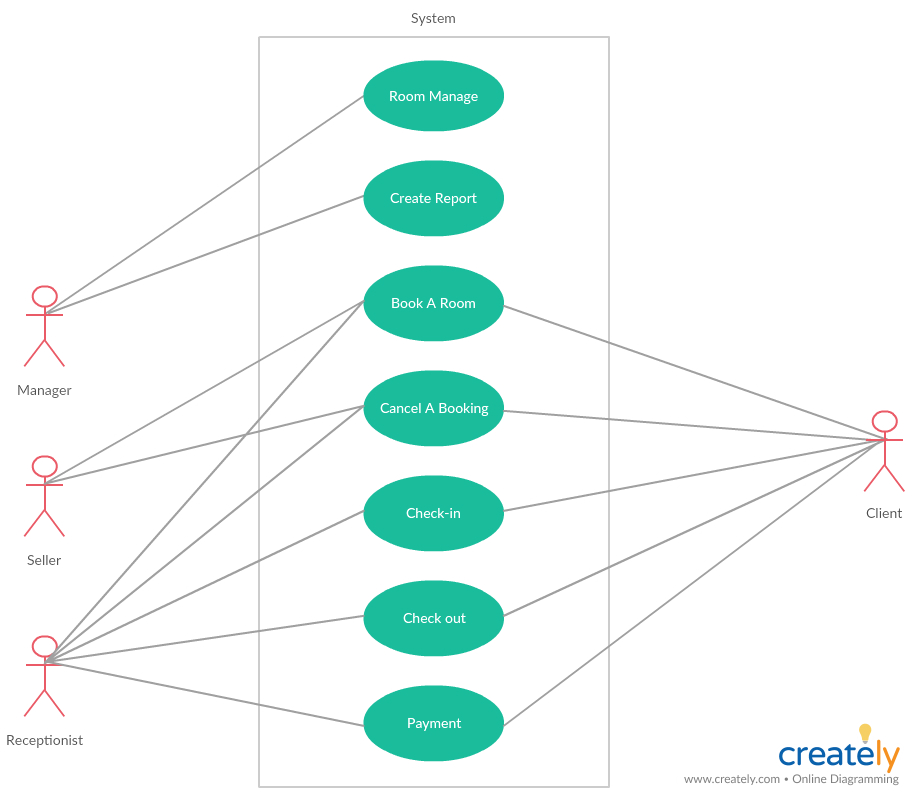 System
Room Manage
Create Report
Book A Room
Manager
Cancel A Booking
Client
Check-in
Seller
Check out
Payment
Receptionist
creately
www.creately.com • Online Diagramming